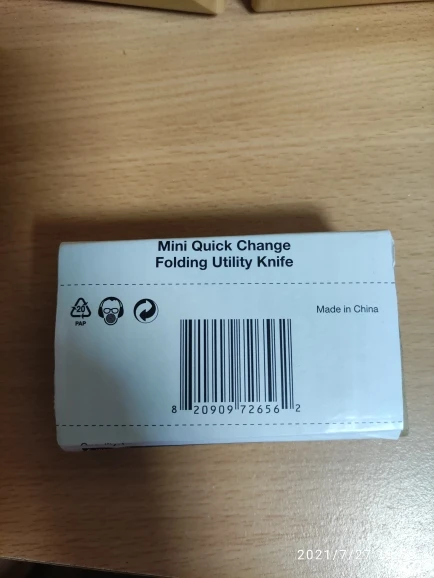 Mini Quick Change
Folding Utility Knife
20
PAP
Made in China
8 20909 72656 2
2021/7/27